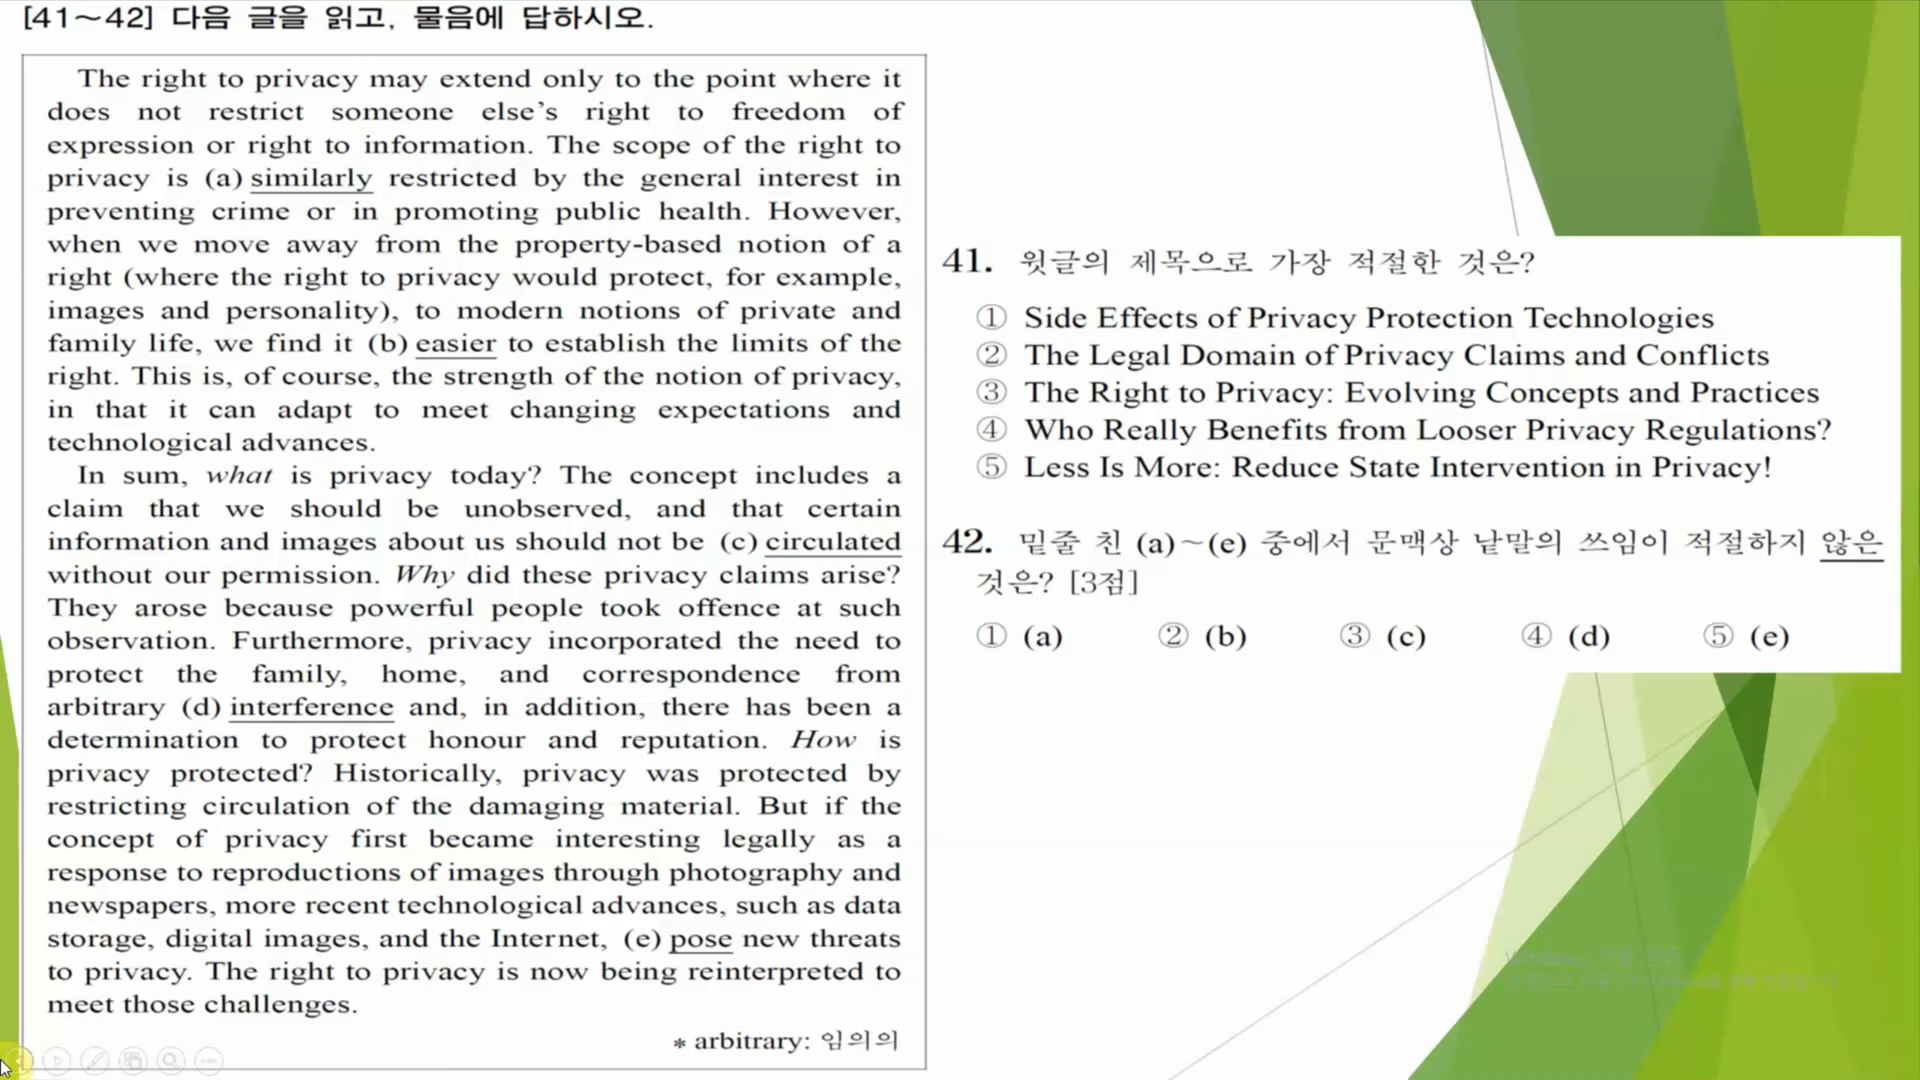 [41~42] 다음 글을 읽고, 물음에 답하시오.
The right to privacy may extend only to the point where it
does not restrict someone else's right to freedom of
expression or right to information. The scope of the right to
privacy is (a) similarly restricted by the general interest in
preventing crime or in promoting public health. However,
when we move away from the property-based notion of a
right (where the right to privacy would protect, for example,
images and personality), to modern notions of private and
family life, we find it (b) easier to establish the limits of the
right. This is, of course, the strength of the notion of privacy,
in that it can adapt to meet changing expectations and
technological advances.
In sum, what is privacy today? The concept includes a
claim that we should be unobserved, and that certain
information and images about us should not be (c) circulated
without our permission. Why did these privacy claims arise?
They arose because powerful people took offence at such
observation. Furthermore, privacy incorporated the need to
protect the family, home, and correspondence from
arbitrary (d) interference and, in addition, there has been a
determination to protect honour and reputation. How is
privacy protected? Historically, privacy was protected by
restricting circulation of the damaging material. But if the
concept of privacy first became interesting legally as a
response to reproductions of images through photography and
newspapers, more recent technological advances, such as data
storage, digital images, and the Internet, (e) pose new threats
to privacy. The right to privacy is now being reinterpreted to
meet those challenges.
* arbitrary: 임의의
41. 윗글의 제목으로 가장 적절한 것은?
① Side Effects of Privacy Protection Technologies
② The Legal Domain of Privacy Claims and Conflicts
③ The Right to Privacy: Evolving Concepts and Practices
④ Who Really Benefits from Looser Privacy Regulations?
⑤ Less Is More: Reduce State Intervention in Privacy!
42. 밑줄 친 (a)~(e) 중에서 문맥상 낱말의 쓰임이 적절하지 않은
것은? [3점]
① (a) ② (b) ③ (c) ④ (d) ⑤ (e)